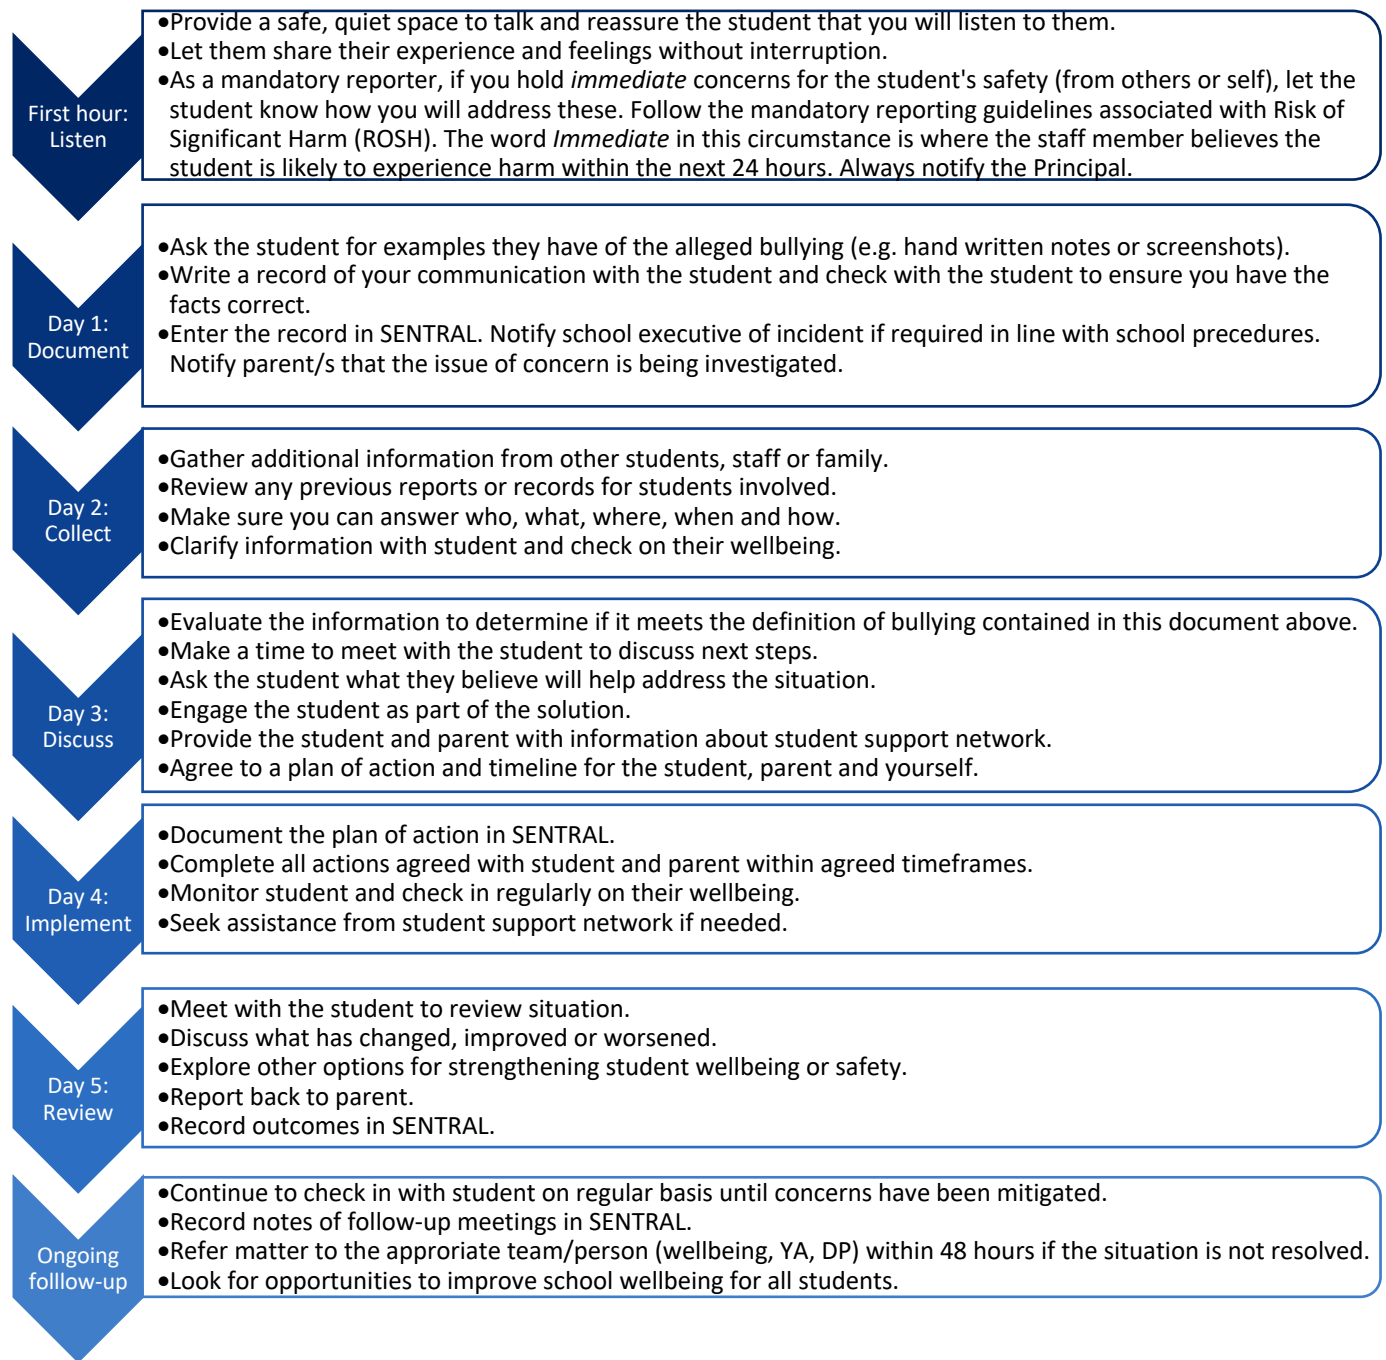 First hour:
Listen
•Provide a safe, quiet space to talk and reassure the student that you will listen to them.
•Let them share their experience and feelings without interruption.
•As a mandatory reporter, if you hold immediate concerns for the student's safety (from others or self), let the
student know how you will address these. Follow the mandatory reporting guidelines associated with Risk of
Significant Harm (ROSH). The word Immediate in this circumstance is where the staff member believes the
student is likely to experience harm within the next 24 hours. Always notify the Principal.
Day 1:
Document
•Ask the student for examples they have of the alleged bullying (e.g. hand written notes or screenshots).
•Write a record of your communication with the student and check with the student to ensure you have the
facts correct.
•Enter the record in SENTRAL. Notify school executive of incident if required in line with school precedures.
Notify parent/s that the issue of concern is being investigated.
Day 2:
Collect
•Gather additional information from other students, staff or family.
•Review any previous reports or records for students involved.
•Make sure you can answer who, what, where, when and how.
•Clarify information with student and check on their wellbeing.
Day 3:
Discuss
•Evaluate the information to determine if it meets the definition of bullying contained in this document above.
•Make a time to meet with the student to discuss next steps.
•Ask the student what they believe will help address the situation.
•Engage the student as part of the solution.
•Provide the student and parent with information about student support network.
•Agree to a plan of action and timeline for the student, parent and yourself.
Day 4:
Implement
•Document the plan of action in SENTRAL.
•Complete all actions agreed with student and parent within agreed timeframes.
•Monitor student and check in regularly on their wellbeing.
•Seek assistance from student support network if needed.
Day 5:
Review
•Meet with the student to review situation.
•Discuss what has changed, improved or worsened.
•Explore other options for strengthening student wellbeing or safety.
•Report back to parent.
•Record outcomes in SENTRAL.
Ongoing
folllow-up
•Continue to check in with student on regular basis until concerns have been mitigated.
•Record notes of follow-up meetings in SENTRAL.
•Refer matter to the approriate team/person (wellbeing, YA, DP) within 48 hours if the situation is not resolved.
•Look for opportunities to improve school wellbeing for all students.